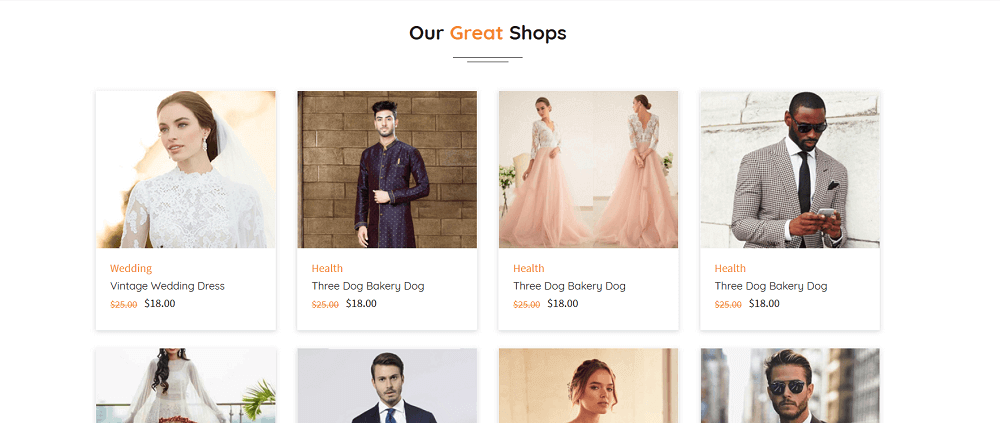 Our Great Shops
Wedding
Vintage Wedding Dress
$25.00 $18.00
Health
Three Dog Bakery Dog
$25.00 $18.00
Health
Three Dog Bakery Dog
$25.00 $18.00
Health
Three Dog Bakery Dog
$25.00 $18.00